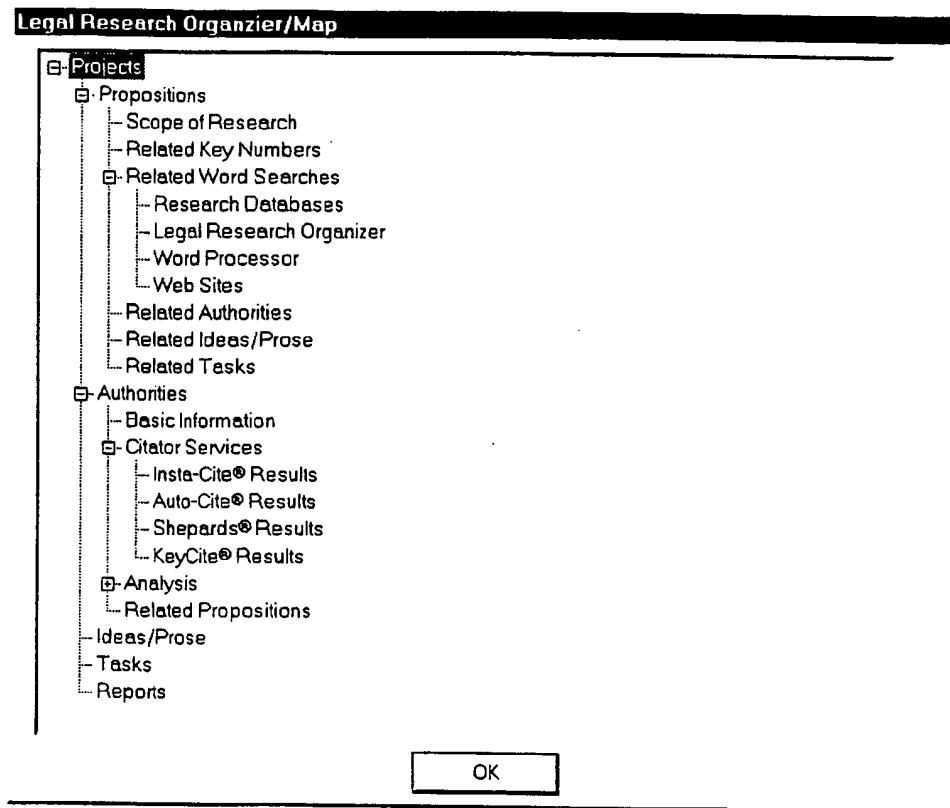 Legal Research Organzier/Map
Projects
Propositions
Scope of Research
Related Key Numbers
Related Word Searches
Research Databases
Legal Research Organizer
Word Processor
Web Sites
Related Authorities
Related Ideas/Prose
Related Tasks
Authorities
Basic Information
Citator Services
Insta-Cite® Results
Auto-Cite® Results
Shepards® Results
KeyCite® Results
Analysis
Related Propositions
Ideas/Prose
Tasks
Reports
OK